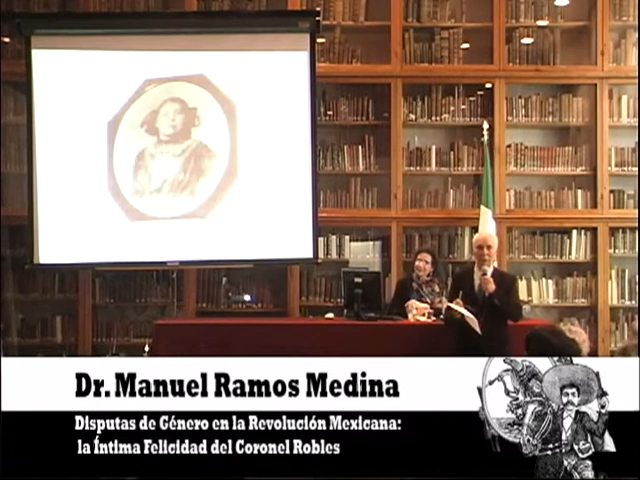 Dr. Manuel Ramos Medina
Disputas de Género en la Revolución Mexicana:
la Íntima Felicidad del Coronel Robles